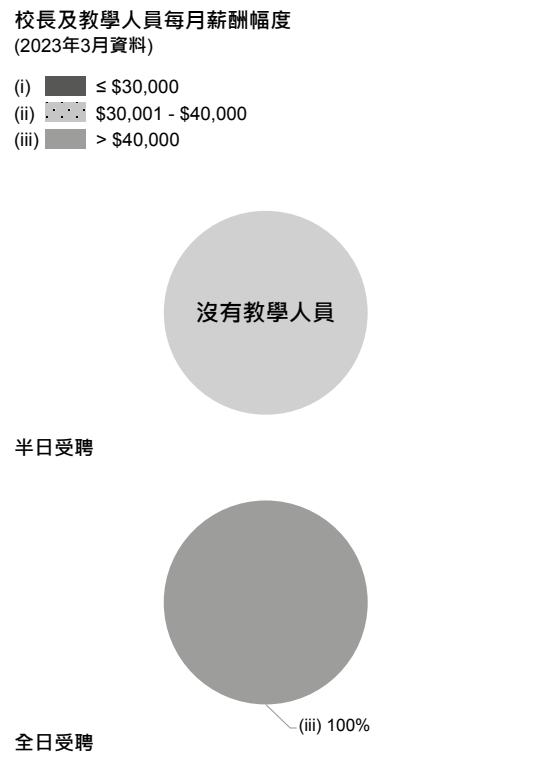 校長及教學人員每月薪酬幅度
(2023年3月資料)
(i) ≤ $30,000
(ii) $30,001 - $40,000
(iii) > $40,000
沒有教學人員
半日受聘
(iii) 100%
全日受聘